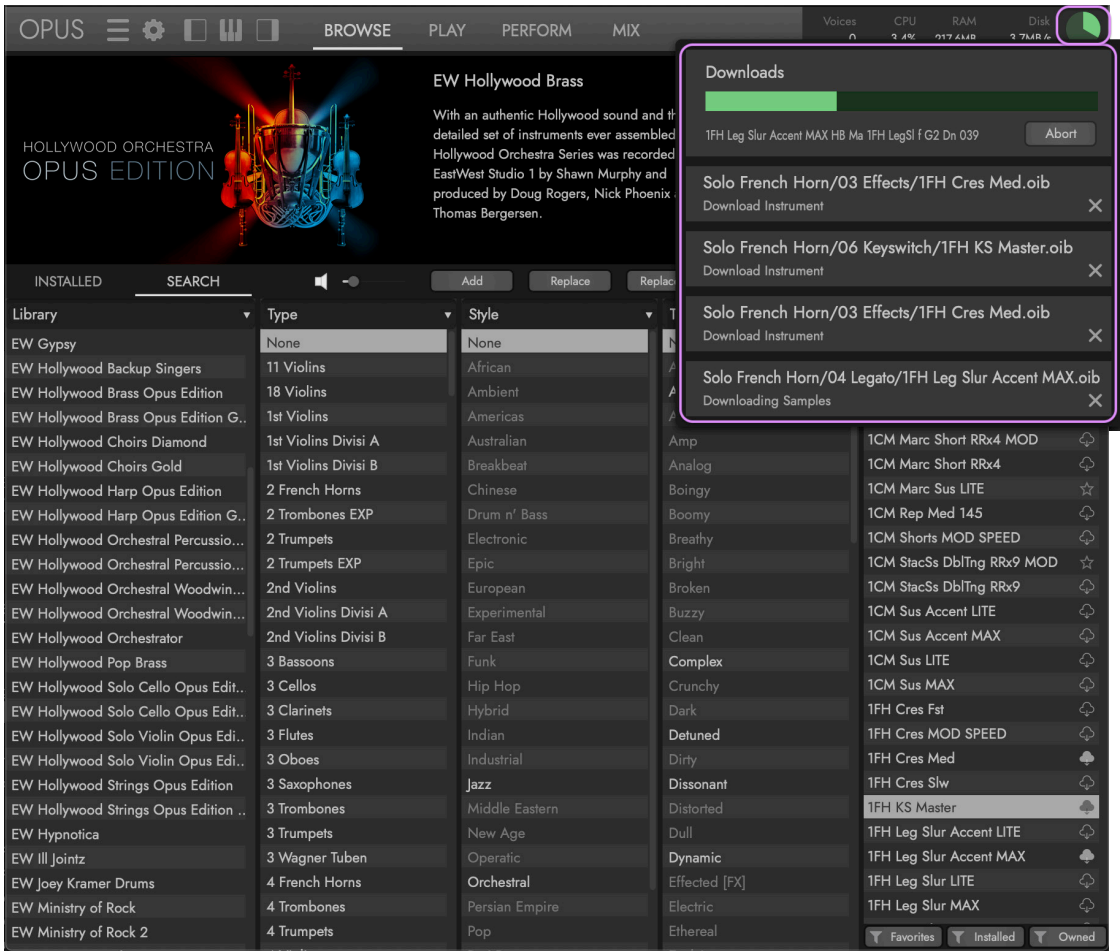 OPUS
BROWSE
PLAY
PERFORM
MIX
Voices
CPU
RAM
Disk
0
3.4%
217.6MB
3.7MB/s
HOLLYWOOD ORCHESTRA
OPUS EDITION
EW Hollywood Brass
With an authentic Hollywood sound and th
detailed set of instruments ever assembled
Hollywood Orchestra Series was recorded
EastWest Studio 1 by Shawn Murphy and
produced by Doug Rogers, Nick Phoenix
Thomas Bergersen.
Downloads
1FH Leg Slur Accent MAX HB Ma 1FH LegSl f G2 Dn 039
Abort
Solo French Horn/03 Effects/1FH Cres Med.oib
Download Instrument
Solo French Horn/06 Keyswitch/1FH KS Master.oib
Download Instrument
Solo French Horn/03 Effects/1FH Cres Med.oib
Download Instrument
Solo French Horn/04 Legato/1FH Leg Slur Accent MAX.oib
Downloading Samples
INSTALLED
SEARCH
Add
Replace
Replac
Library
EW Gypsy
EW Hollywood Backup Singers
EW Hollywood Brass Opus Edition
EW Hollywood Brass Opus Edition G..
EW Hollywood Choirs Diamond
EW Hollywood Choirs Gold
EW Hollywood Harp Opus Edition
EW Hollywood Harp Opus Edition G..
EW Hollywood Orchestral Percussio...
EW Hollywood Orchestral Percussio...
EW Hollywood Orchestral Woodwin...
EW Hollywood Orchestral Woodwin...
EW Hollywood Orchestrator
EW Hollywood Pop Brass
EW Hollywood Solo Cello Opus Edit..
EW Hollywood Solo Cello Opus Edit..
EW Hollywood Solo Violin Opus Edi..
EW Hollywood Solo Violin Opus Edi..
EW Hollywood Strings Opus Edition
EW Hollywood Strings Opus Edition ..
EW Hypnotica
EW Ill Jointz
EW Joey Kramer Drums
EW Ministry of Rock
EW Ministry of Rock 2
Type
None
11 Violins
18 Violins
1st Violins
1st Violins Divisi A
1st Violins Divisi B
2 French Horns
2 Trombones EXP
2 Trumpets
2 Trumpets EXP
2nd Violins
2nd Violins Divisi A
2nd Violins Divisi B
3 Bassoons
3 Cellos
3 Clarinets
3 Flutes
3 Oboes
3 Saxophones
3 Trombones
3 Trumpets
3 Wagner Tuben
4 French Horns
4 Trombones
4 Trumpets
Style
None
African
Ambient
Americas
Australian
Breakbeat
Chinese
Drum n' Bass
Electronic
Epic
European
Experimental
Far East
Funk
Hip Hop
Hybrid
Indian
Industrial
Jazz
Middle Eastern
New Age
Operatic
Orchestral
Persian Empire
Pop
Amp
Analog
Boingy
Boomy
Breathy
Bright
Broken
Buzzy
Clean
Complex
Crunchy
Dark
Detuned
Dirty
Dissonant
Distorted
Dull
Dynamic
Effected [FX]
Electric
Ethereal
1CM Marc Short RRx4 MOD
1CM Marc Short RRx4
1CM Marc Sus LITE
1CM Rep Med 145
1CM Shorts MOD SPEED
1CM StacSs DblTng RRx9 MOD
1CM StacSs DblTng RRx9
1CM Sus Accent LITE
1CM Sus Accent MAX
1CM Sus LITE
1CM Sus MAX
1FH Cres Fst
1FH Cres MOD SPEED
1FH Cres Med
1FH Cres Slw
1FH KS Master
1FH Leg Slur Accent LITE
1FH Leg Slur Accent MAX
1FH Leg Slur LITE
1FH Leg Slur MAX
Favorites
Installed
Owned